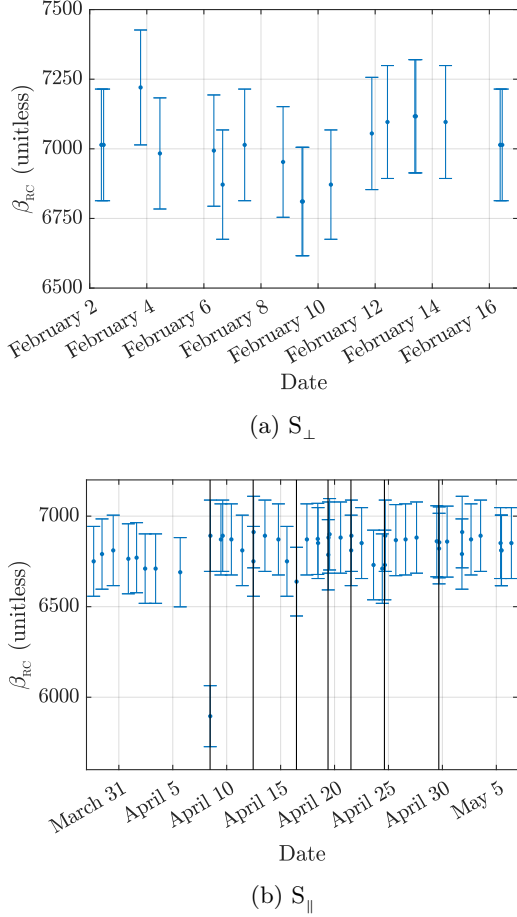 7500
7250
7000
6750
6500
β_RC (unitless)
February 2
February 4
February 6
February 8
February 10
February 12
February 14
February 16
Date
(a) S_⊥
7000
6500
6000
β_RC (unitless)
March 31
April 5
April 10
April 15
April 20
April 25
April 30
May 5
Date
(b) S_∥